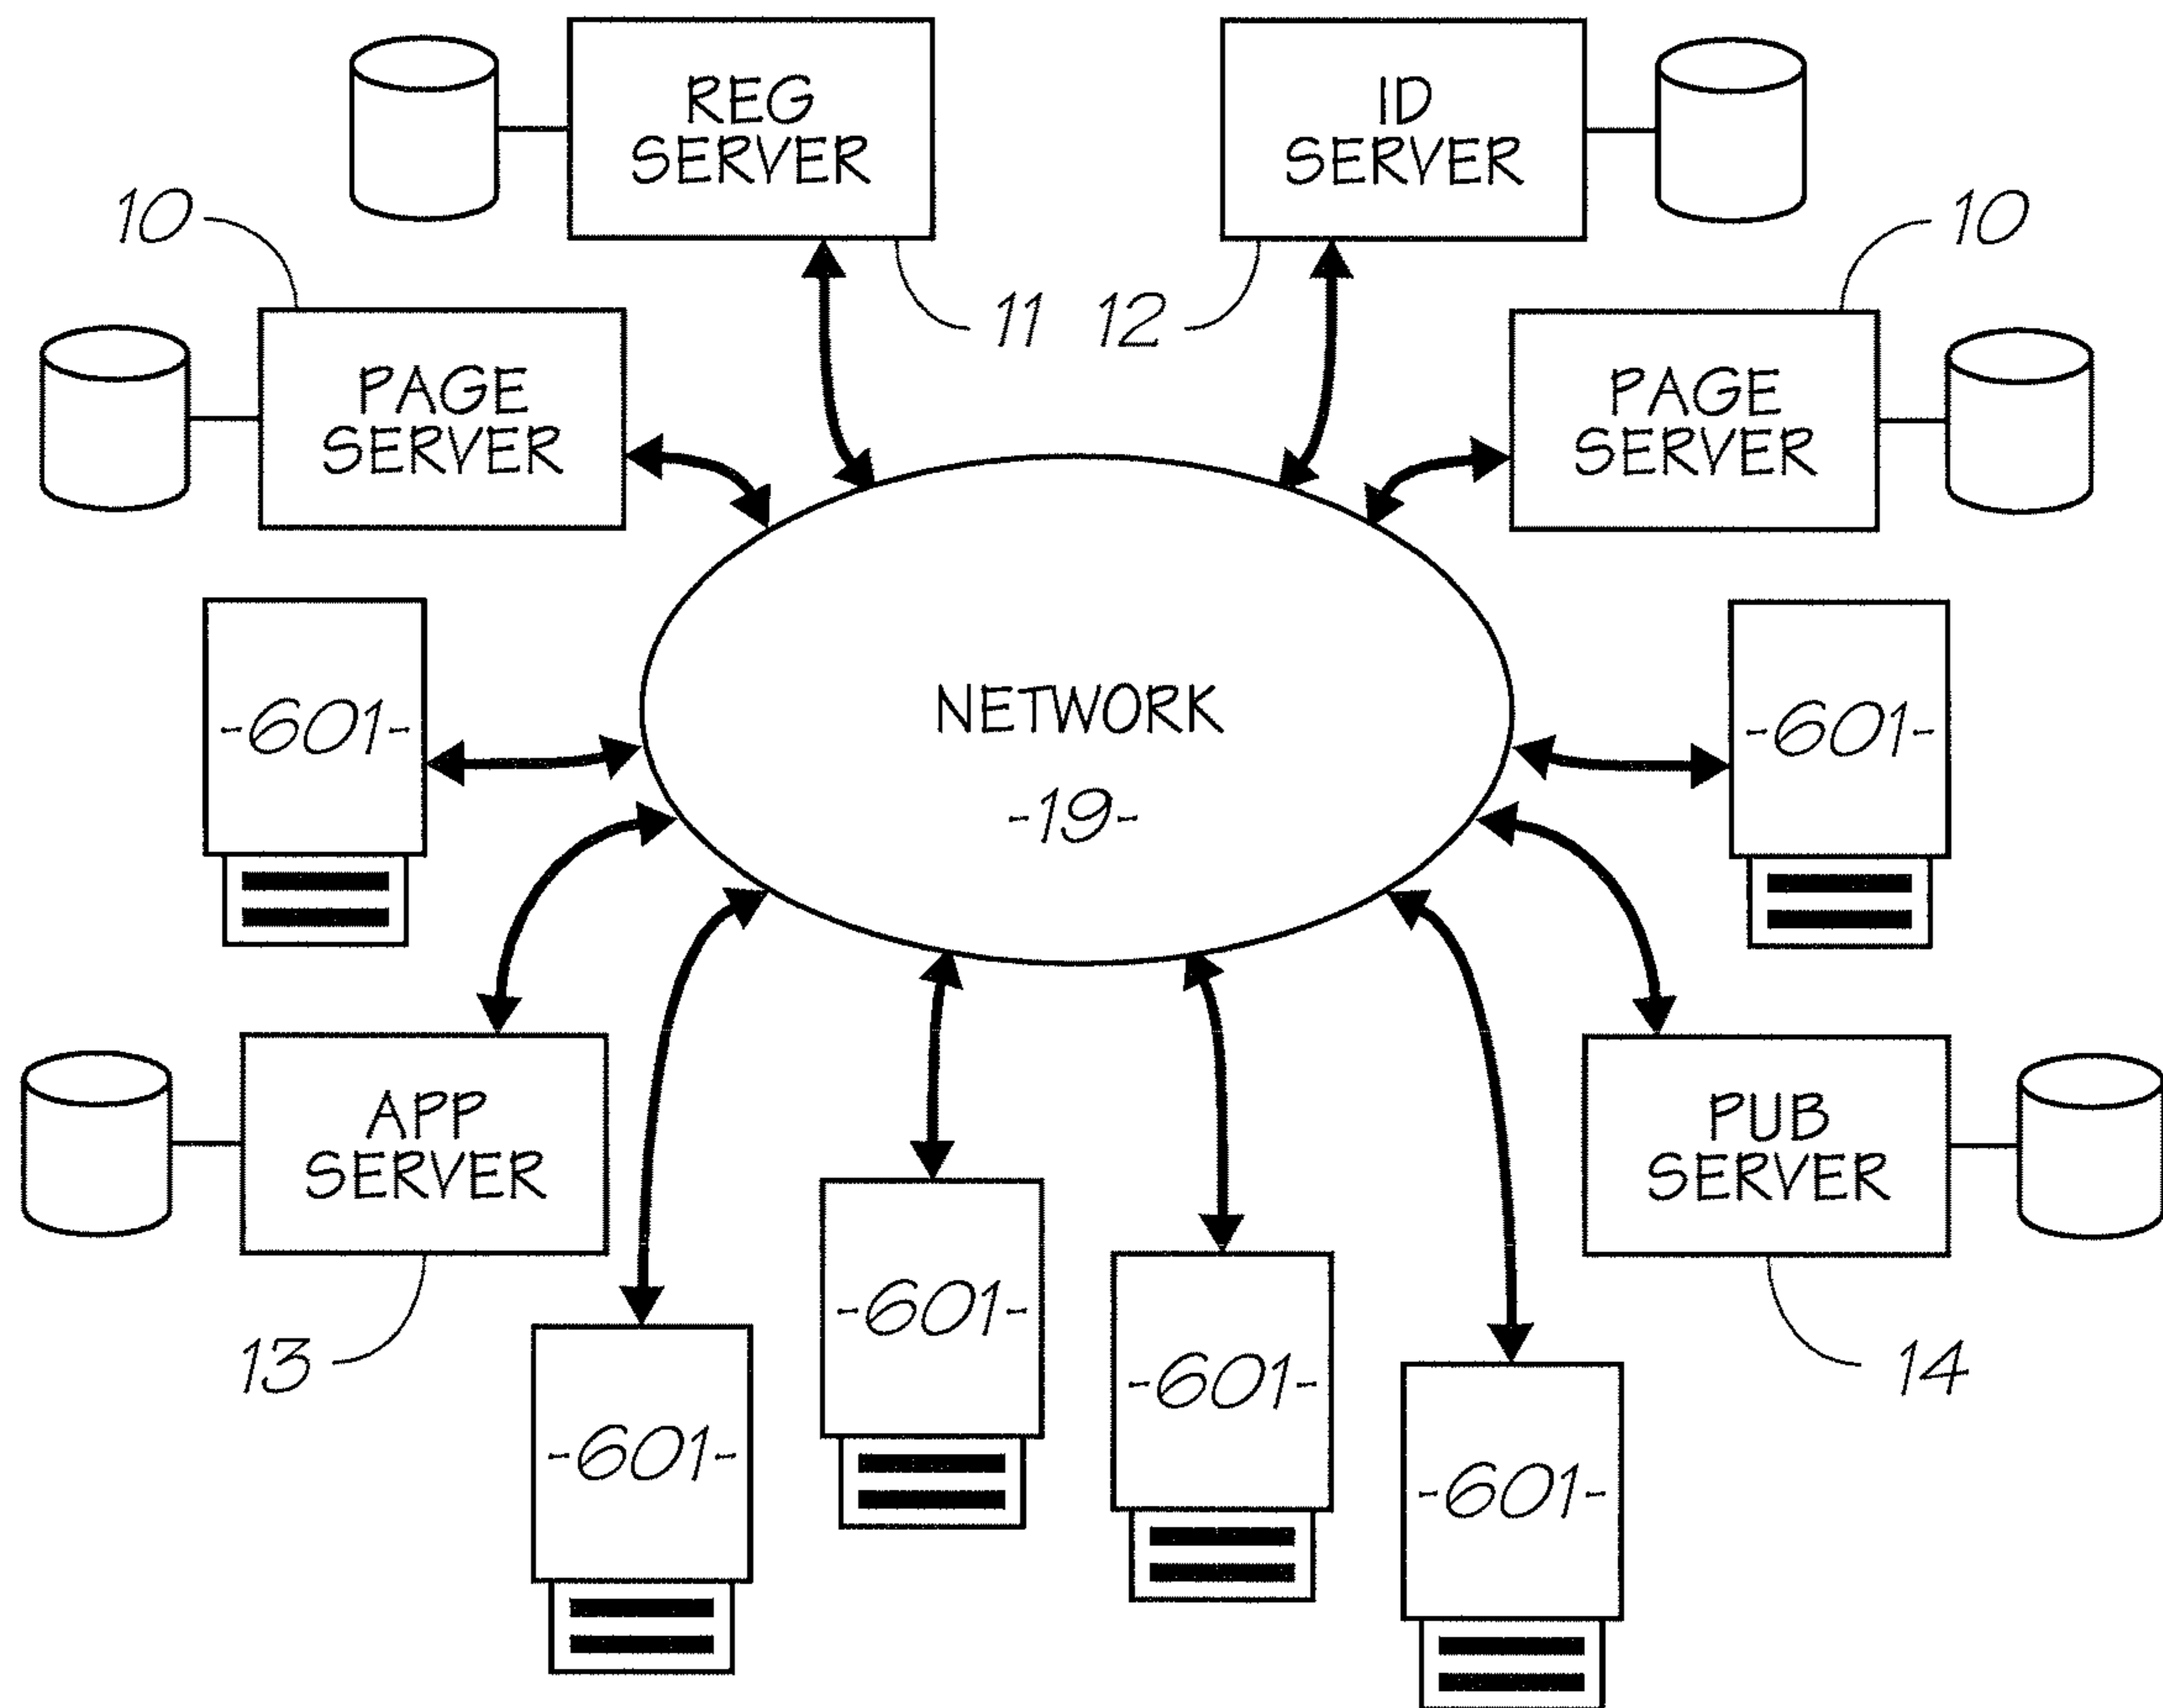 REG
SERVER
ID
SERVER
10
10
11
12
PAGE
SERVER
PAGE
SERVER
NETWORK
-19-
-601-
-601-
APP
SERVER
PUB
SERVER
13
14
-601-
-601-
-601-
-601-